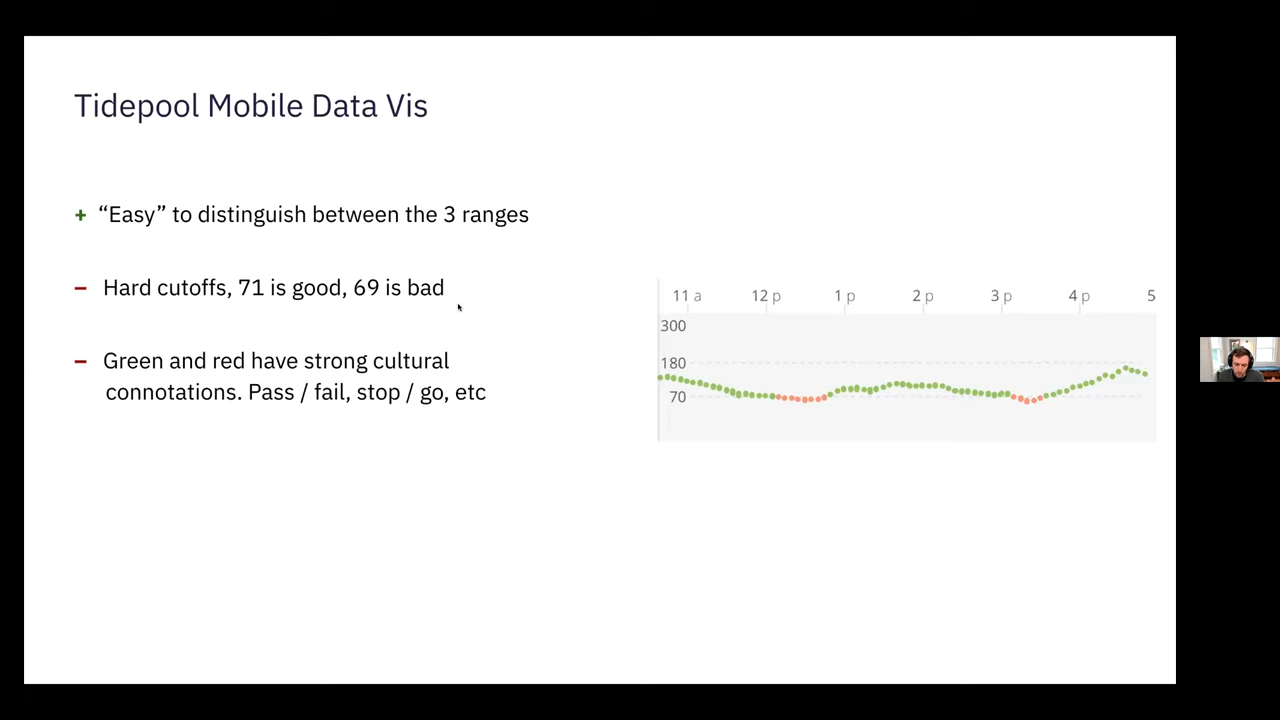 Tidepool Mobile Data Vis
+ “Easy” to distinguish between the 3 ranges
– Hard cutoffs, 71 is good, 69 is bad
– Green and red have strong cultural
connotations. Pass / fail, stop / go, etc
11 a 12 p 1 p 2 p 3 p 4 p 5
300
180
70